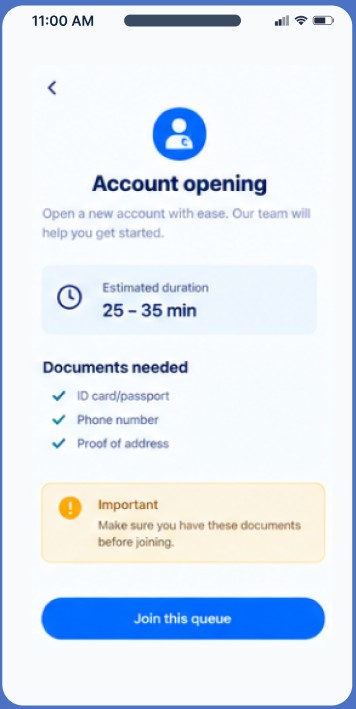 11:00 AM
Account opening
Open a new account with ease. Our team will
help you get started.
Estimated duration
25 – 35 min
Documents needed
ID card/passport
Phone number
Proof of address
Important
Make sure you have these documents
before joining.
Join this queue